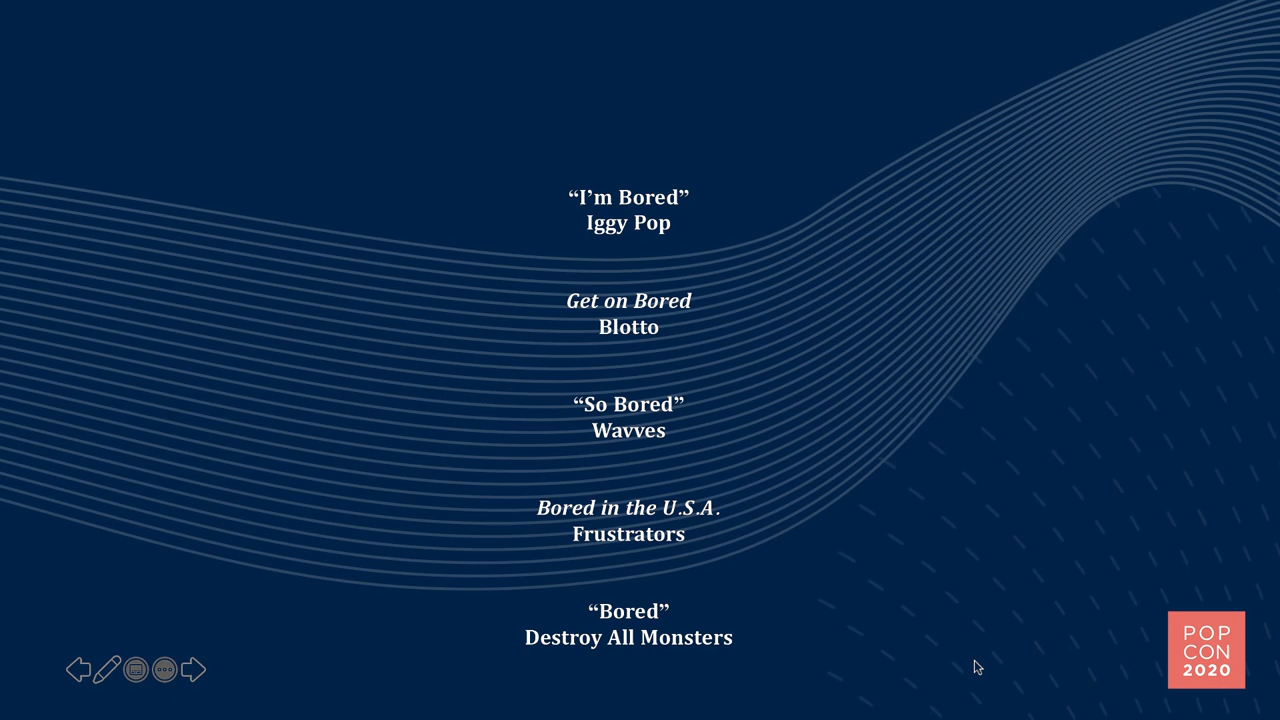 “I’m Bored”
Iggy Pop
Get on Bored
Blotto
“So Bored”
Wavves
Bored in the U.S.A.
Frustrators
“Bored”
Destroy All Monsters
POP
CON
2020